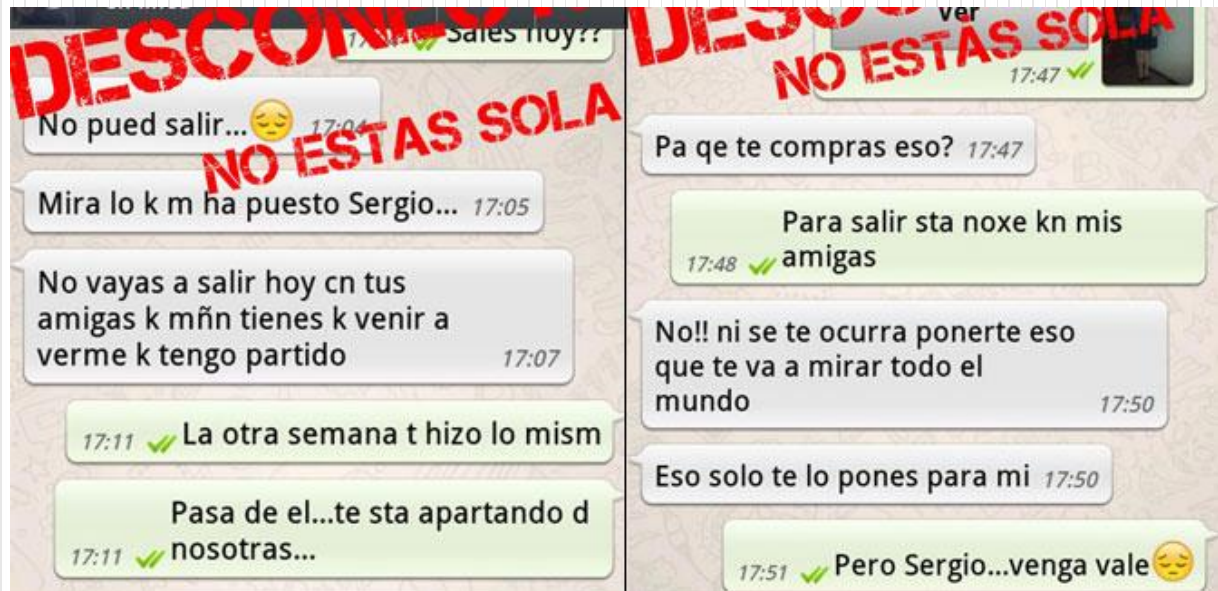 DESCON
Sales hoy??
No pued salir... 17:04
NO ESTAS SOLA
Mira lo k m ha puesto Sergio... 17:05
No vayas a salir hoy cn tus
amigas k mñn tienes k venir a
verme k tengo partido 17:07
17:11 La otra semana t hizo lo mism
Pasa de el...te sta apartando d
17:11 nosotras...
DESCO
Ver
NO ESTAS SOLA
17:47
Pa qe te compras eso? 17:47
Para salir sta noxe kn mis
17:48 amigas
No!! ni se te ocurra ponerte eso
que te va a mirar todo el
mundo 17:50
Eso solo te lo pones para mi 17:50
17:51 Pero Sergio...venga vale